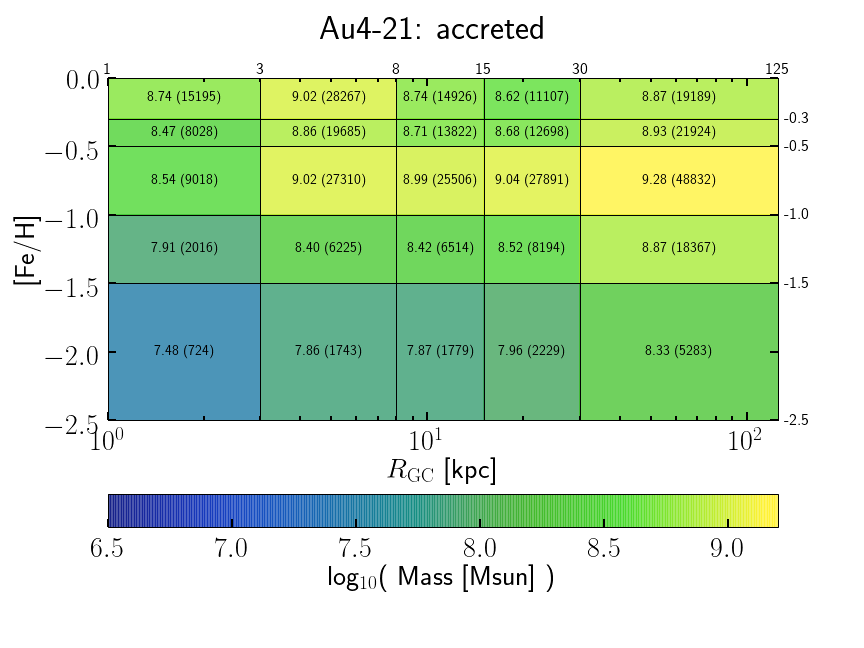 Au4-21: accreted
1 3 8 15 30 125
0.0 8.74 (15195) 9.02 (28267) 8.74 (14926) 8.62 (11107) 8.87 (19189)
-0.3
8.47 (8028) 8.86 (19685) 8.71 (13822) 8.68 (12698) 8.93 (21924)
−0.5 -0.5
8.54 (9018) 9.02 (27310) 8.99 (25506) 9.04 (27891) 9.28 (48832)
−1.0 -1.0
[Fe/H]
7.91 (2016) 8.40 (6225) 8.42 (6514) 8.52 (8194) 8.87 (18367)
−1.5 -1.5
7.48 (724) 7.86 (1743) 7.87 (1779) 7.96 (2229) 8.33 (5283)
−2.0
−2.5 -2.5
10⁰ 10¹ 10²
R_GC [kpc]
6.5 7.0 7.5 8.0 8.5 9.0
log₁₀( Mass [Msun] )